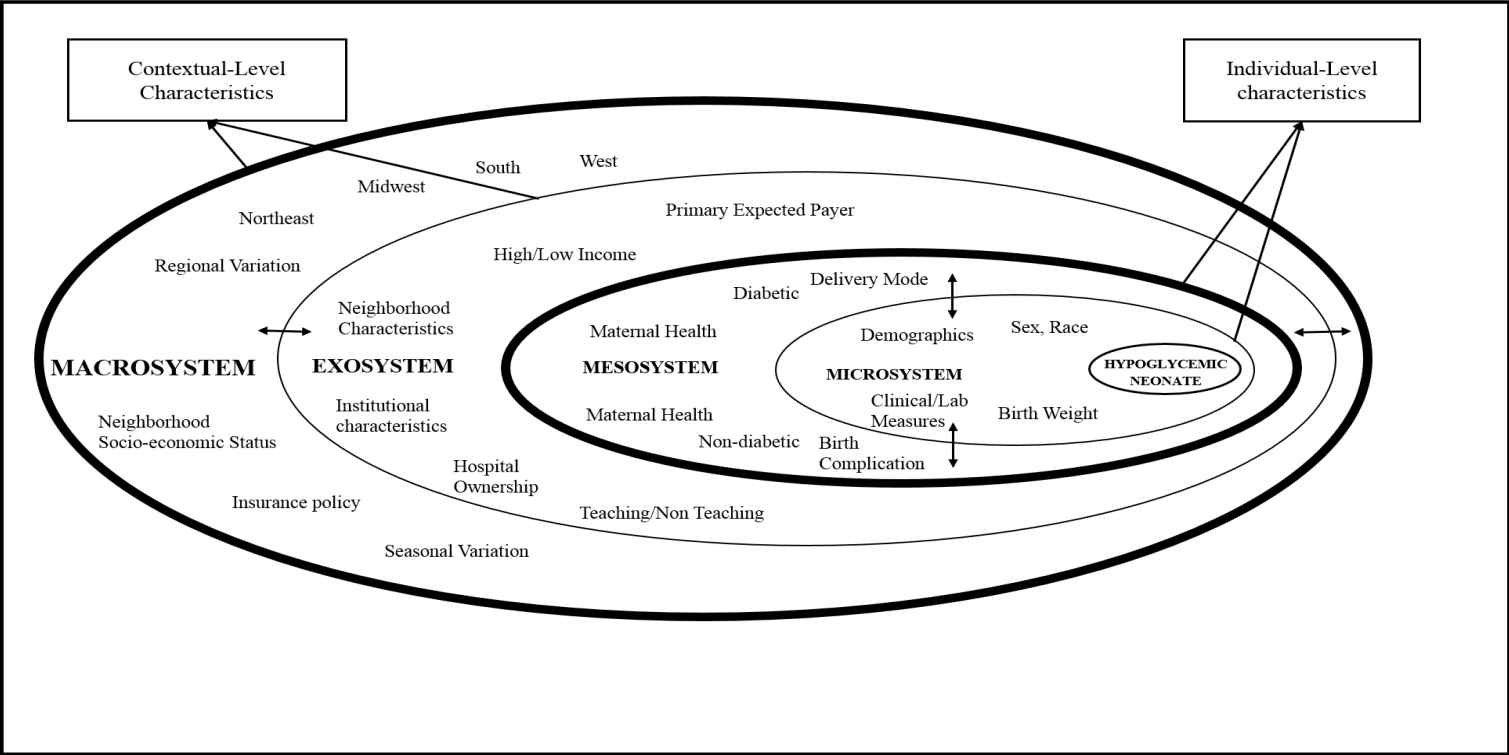 Contextual-Level
Characteristics
Individual-Level
characteristics
West
South
Midwest
Northeast
Regional Variation
Primary Expected Payer
High/Low Income
Neighborhood
Characteristics
Delivery Mode
Diabetic
Maternal Health
Demographics
Sex, Race
MACROSYSTEM
EXOSYSTEM
MESOSYSTEM
MICROSYSTEM
HYPOGLYCEMIC
NEONATE
Clinical/Lab
Measures
Birth Weight
Maternal Health
Non-diabetic
Birth
Complication
Institutional
characteristics
Hospital
Ownership
Teaching/Non Teaching
Neighborhood
Socio-economic Status
Insurance policy
Seasonal Variation